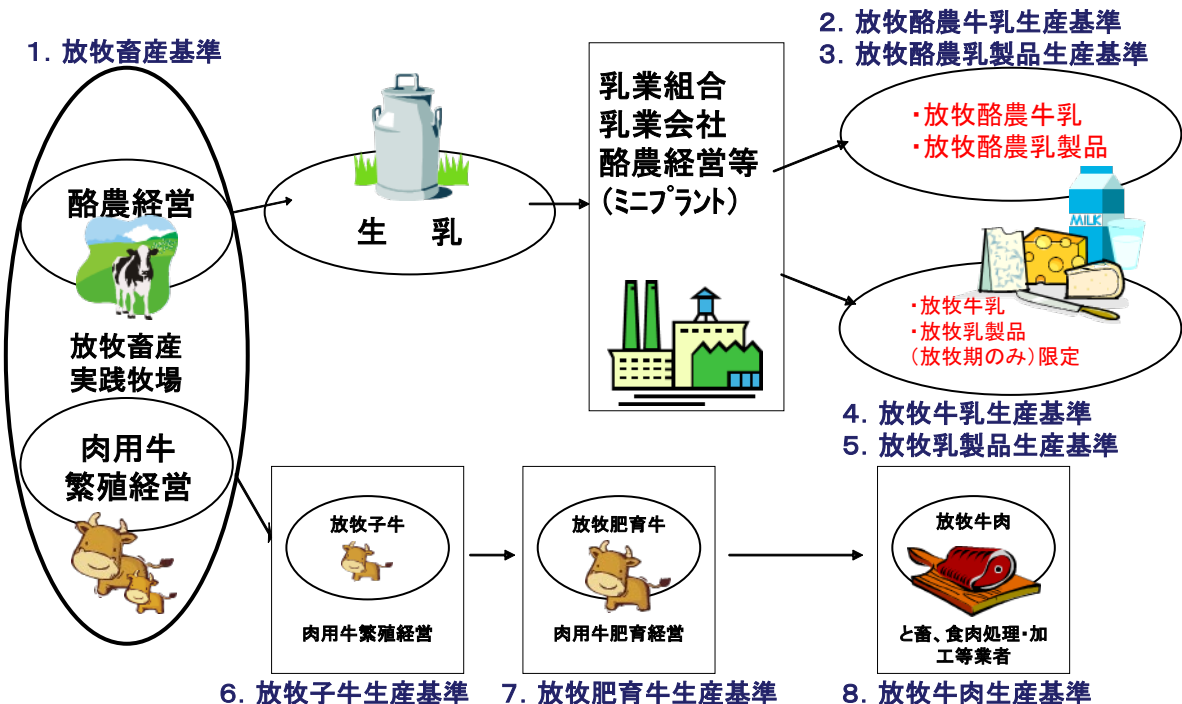 1. 放牧畜産基準
酪農経営
放牧畜産
実践牧場
肉用牛
繁殖経営
生 乳
乳業組合
乳業会社
酪農経営等
(ミニプラント)
2. 放牧酪農牛乳生産基準
3. 放牧酪農乳製品生産基準
・放牧酪農牛乳
・放牧酪農乳製品
MILK
・放牧牛乳
・放牧乳製品
(放牧期のみ)限定
4. 放牧牛乳生産基準
5. 放牧乳製品生産基準
放牧子牛
肉用牛繁殖経営
6. 放牧子牛生産基準
放牧肥育牛
肉用牛肥育経営
7. 放牧肥育牛生産基準
放牧牛肉
と畜、食肉処理・加
工等業者
8. 放牧牛肉生産基準